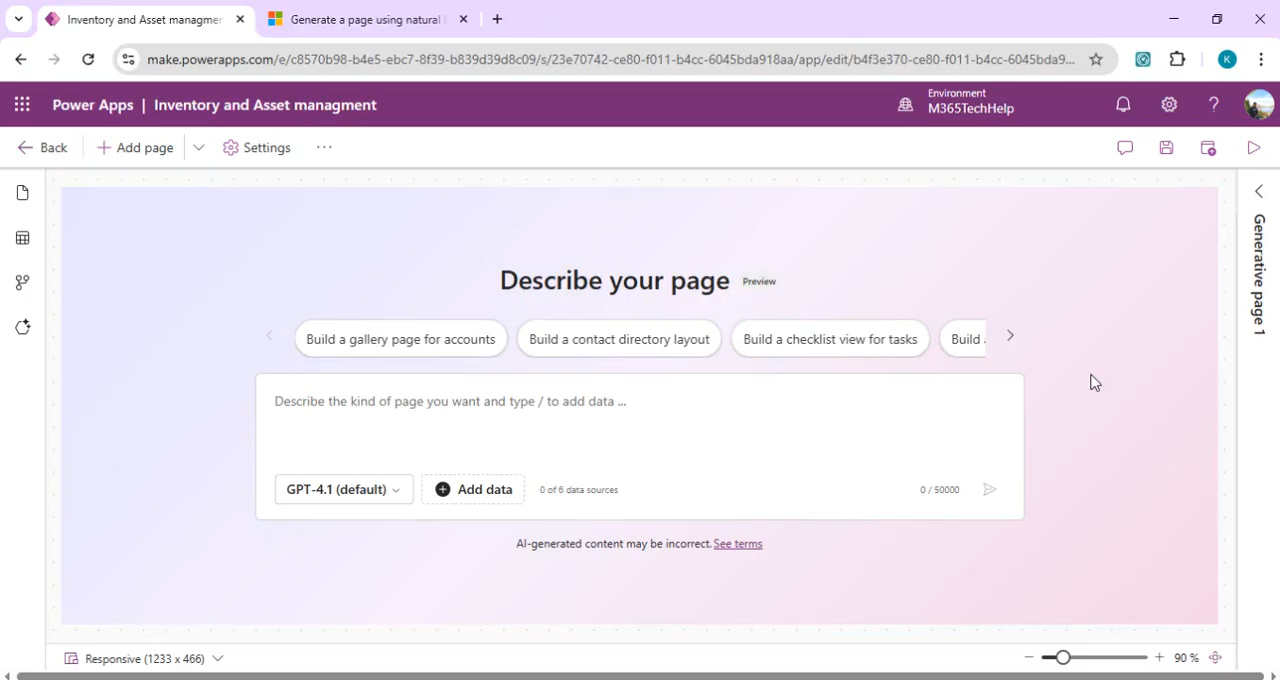 Inventory and Asset managmen
Generate a page using natural
make.powerapps.com/e/c8570b98-b4e5-ebc7-8f39-b839d39d8c09/s/23e70742-ce80-f011-b4cc-6045bda918aa/app/edit/b4f3e370-ce80-f011-b4cc-6045bda9...
K
Power Apps | Inventory and Asset managment
Environment
M365TechHelp
Back
Add page
Settings
Describe your page Preview
Build a gallery page for accounts
Build a contact directory layout
Build a checklist view for tasks
Build
Describe the kind of page you want and type / to add data ...
GPT-4.1 (default)
Add data
0 of 6 data sources
0 / 50000
AI-generated content may be incorrect. See terms
Generative page 1
Responsive (1233 x 466)
90 %